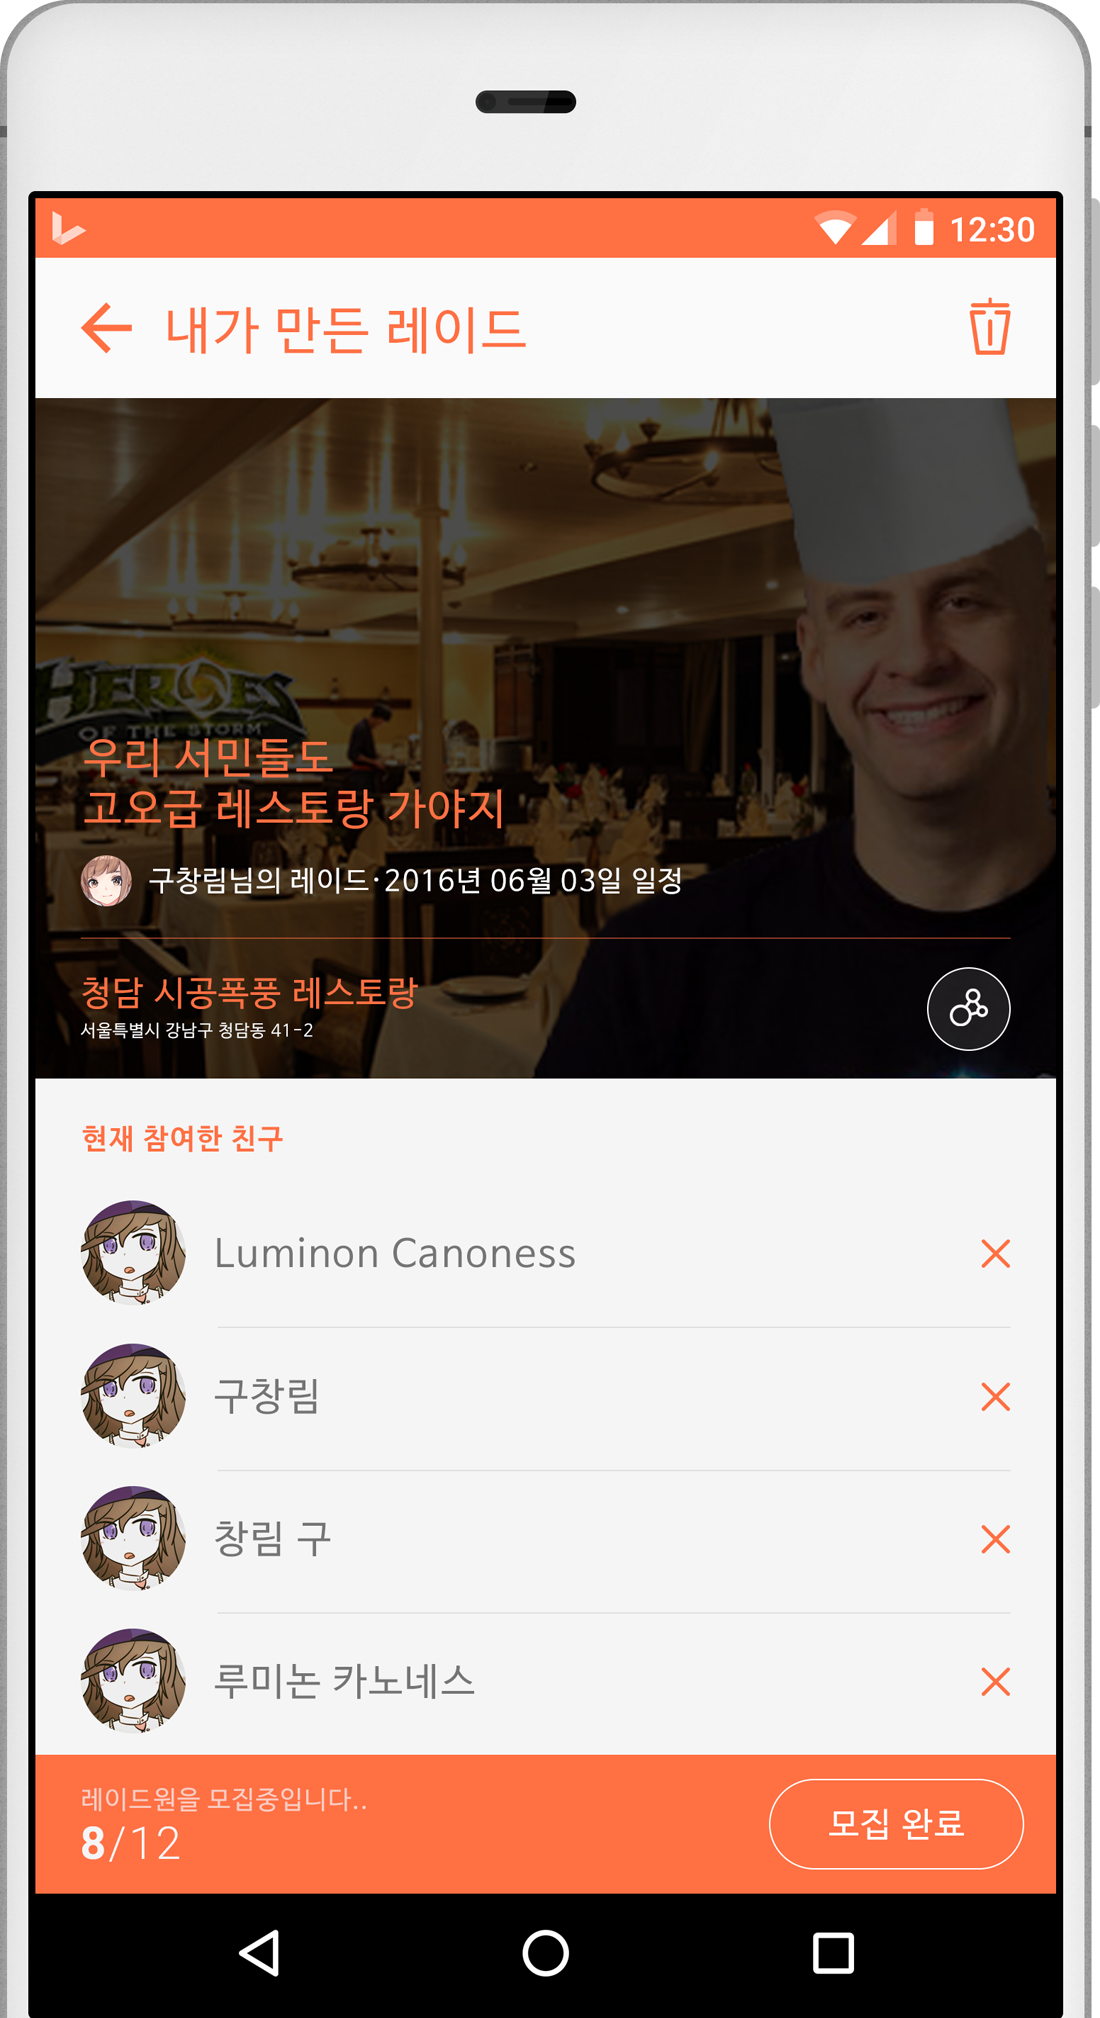 12:30
내가 만든 레이드
HEROES
OF THE STORM
우리 서민들도
고오급 레스토랑 가야지
구창림님의 레이드·2016년 06월 03일 일정
청담 시공폭풍 레스토랑
서울특별시 강남구 청담동 41-2
현재 참여한 친구
Luminon Canoness
구창림
창림 구
루미논 카노네스
레이드원을 모집중입니다..
8/12
모집 완료